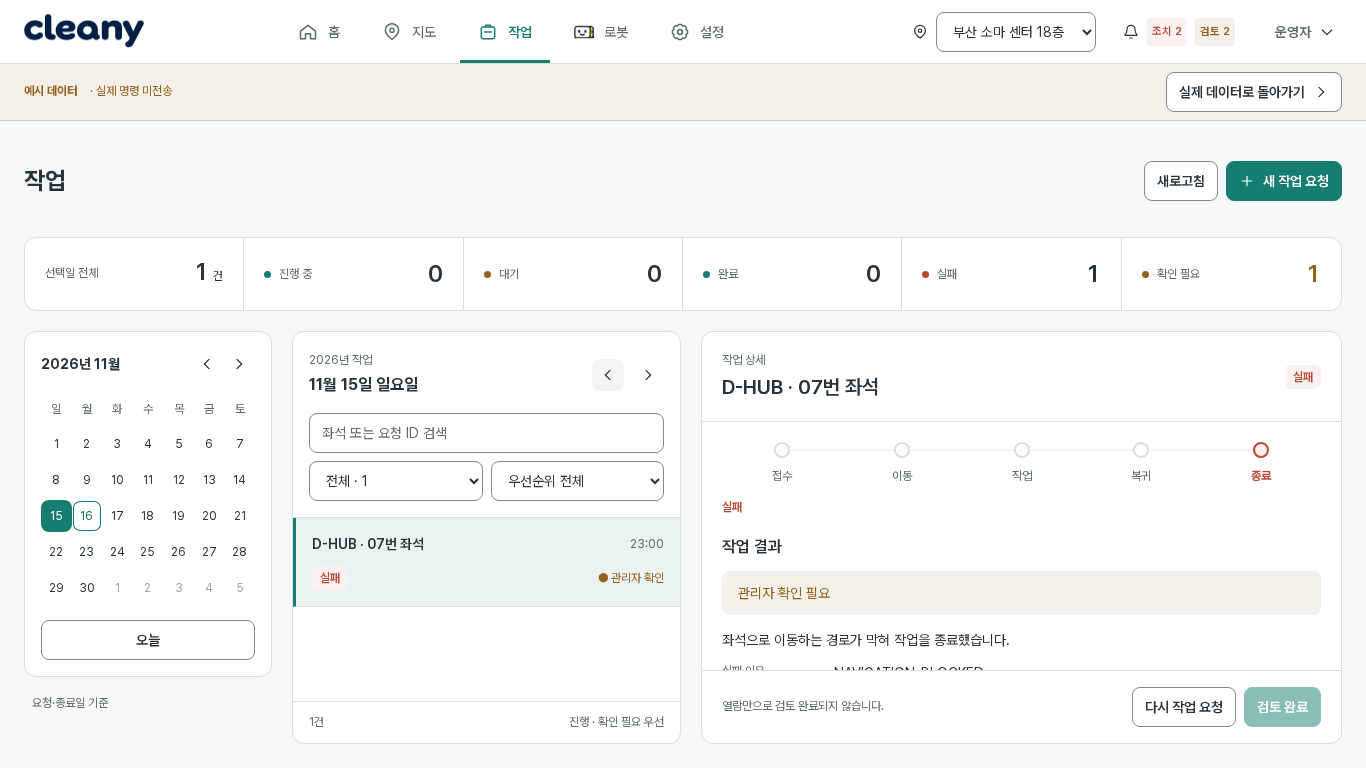 cleany
홈
지도
작업
로봇
설정
부산 소마 센터 18층
조치 2
검토 2
운영자
예시 데이터 · 실제 명령 미전송
실제 데이터로 돌아가기
작업
새로고침
새 작업 요청
선택일 전체 1 건
진행 중 0
대기 0
완료 0
실패 1
확인 필요 1
2026년 11월
일 월 화 수 목 금 토
1 2 3 4 5 6 7
8 9 10 11 12 13 14
15 16 17 18 19 20 21
22 23 24 25 26 27 28
29 30 1 2 3 4 5
오늘
요청·종료일 기준
2026년 작업
11월 15일 일요일
좌석 또는 요청 ID 검색
전체 · 1
우선순위 전체
D-HUB · 07번 좌석 23:00
실패 관리자 확인
1건 진행 · 확인 필요 우선
작업 상세
D-HUB · 07번 좌석
실패
접수 이동 작업 복귀 종료
실패
작업 결과
관리자 확인 필요
좌석으로 이동하는 경로가 막혀 작업을 종료했습니다.
실패 이유 NAVIGATION_BLOCKED
열람만으로 검토 완료되지 않습니다.
다시 작업 요청
검토 완료